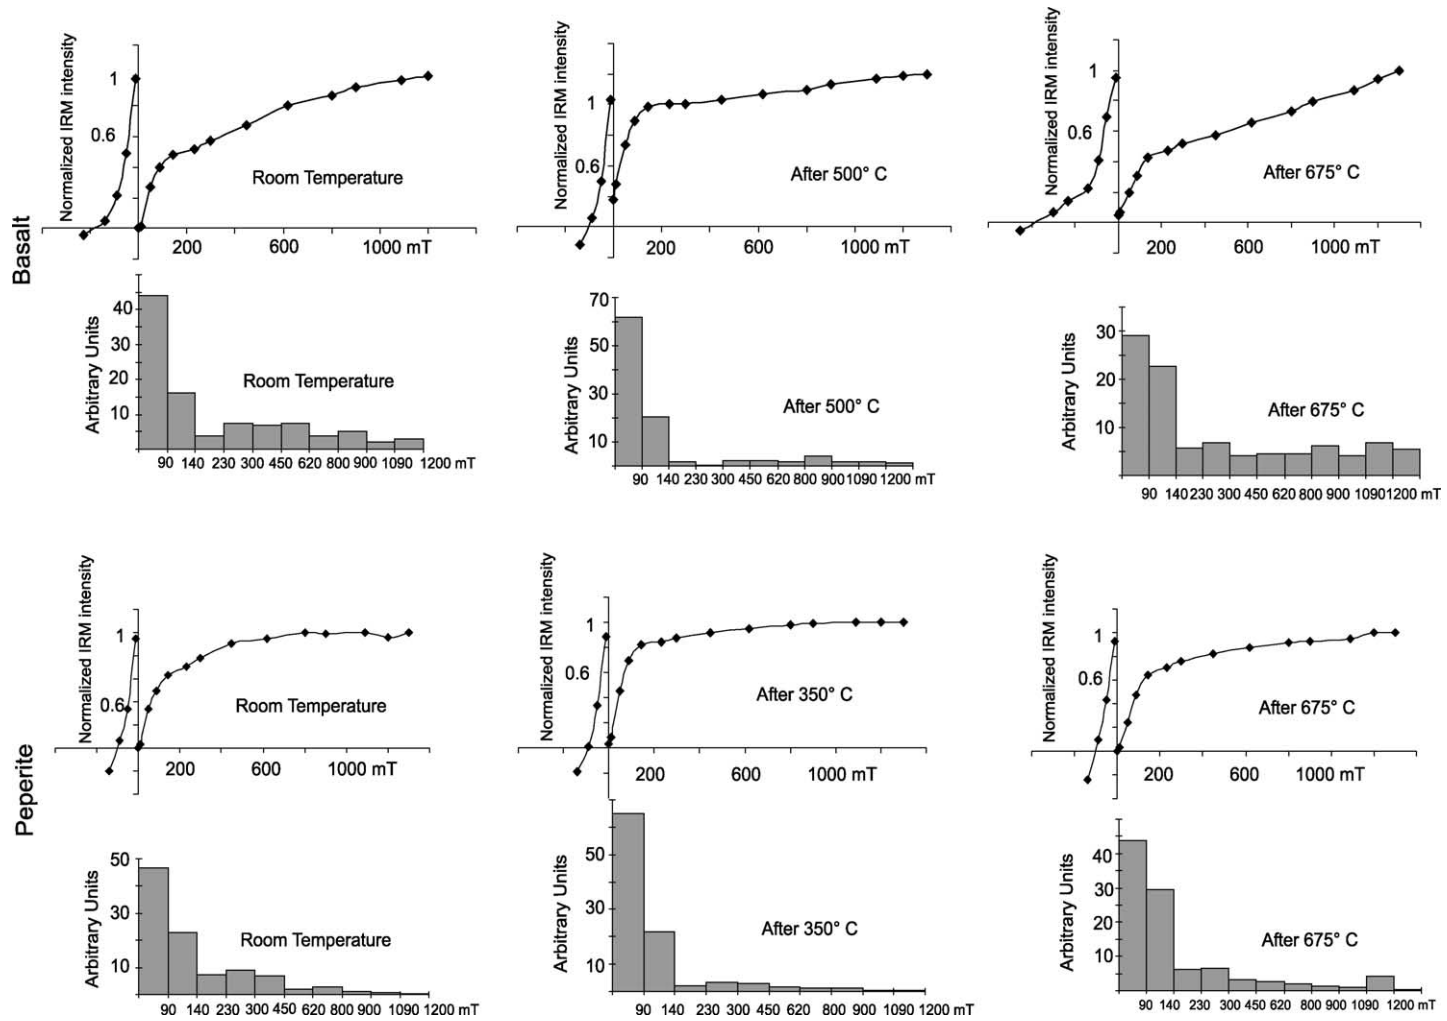 Basalt
Normalized IRM intensity
1
0.6
Room Temperature
200 600 1000 mT
Normalized IRM intensity
1
0.6
After 500° C
200 600 1000 mT
Normalized IRM intensity
1
0.6
After 675° C
200 600 1000 mT
Arbitrary Units
40
30
20
10
Room Temperature
90 140 230 300 450 620 800 900 1090 1200 mT
Arbitrary Units
70
50
30
10
After 500° C
90 140 230 300 450 620 800 900 1090 1200 mT
Arbitrary Units
30
20
10
After 675° C
90 140 230 300 450 620 800 900 1090 1200 mT
Peperite
Normalized IRM intensity
1
0.6
Room Temperature
200 600 1000 mT
Normalized IRM intensity
1
0.6
After 350° C
200 600 1000 mT
Normalized IRM intensity
1
0.6
After 675° C
200 600 1000 mT
Arbitrary Units
50
30
10
Room Temperature
90 140 230 300 450 620 800 900 1090 1200 mT
Arbitrary Units
50
30
10
After 350° C
90 140 230 300 450 620 800 900 1090 1200 mT
Arbitrary Units
40
30
20
10
After 675° C
90 140 230 300 450 620 800 900 1090 1200 mT